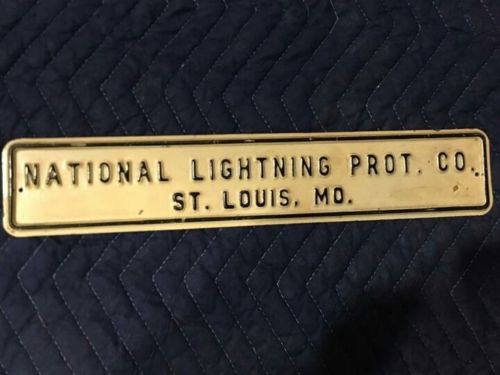 NATIONAL LIGHTNING PROT. CO.
ST. LOUIS, MO.